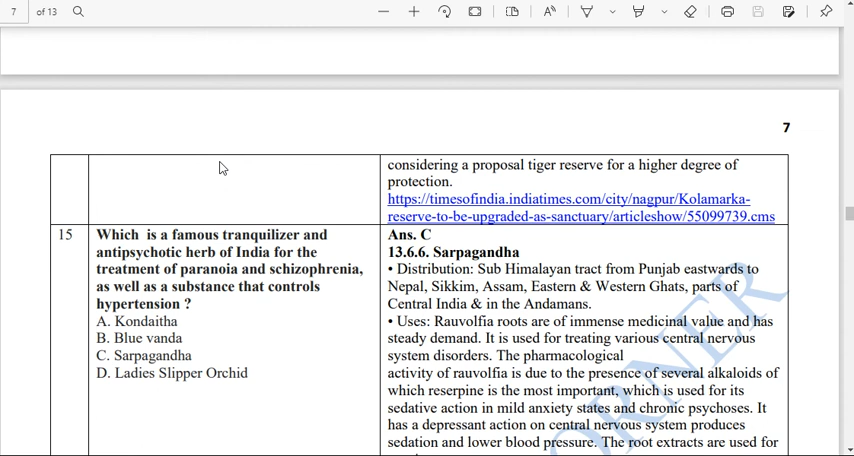 7
of 13
7
considering a proposal tiger reserve for a higher degree of
protection.
https://timesofindia.indiatimes.com/city/nagpur/Kolamarka-
reserve-to-be-upgraded-as-sanctuary/articleshow/55099739.cms
15
Which is a famous tranquilizer and
antipsychotic herb of India for the
treatment of paranoia and schizophrenia,
as well as a substance that controls
hypertension ?
A. Kondaitha
B. Blue vanda
C. Sarpagandha
D. Ladies Slipper Orchid
Ans. C
13.6.6. Sarpagandha
• Distribution: Sub Himalayan tract from Punjab eastwards to
Nepal, Sikkim, Assam, Eastern & Western Ghats, parts of
Central India & in the Andamans.
• Uses: Rauvolfia roots are of immense medicinal value and has
steady demand. It is used for treating various central nervous
system disorders. The pharmacological
activity of rauvolfia is due to the presence of several alkaloids of
which reserpine is the most important, which is used for its
sedative action in mild anxiety states and chronic psychoses. It
has a depressant action on central nervous system produces
sedation and lower blood pressure. The root extracts are used for
ORNER